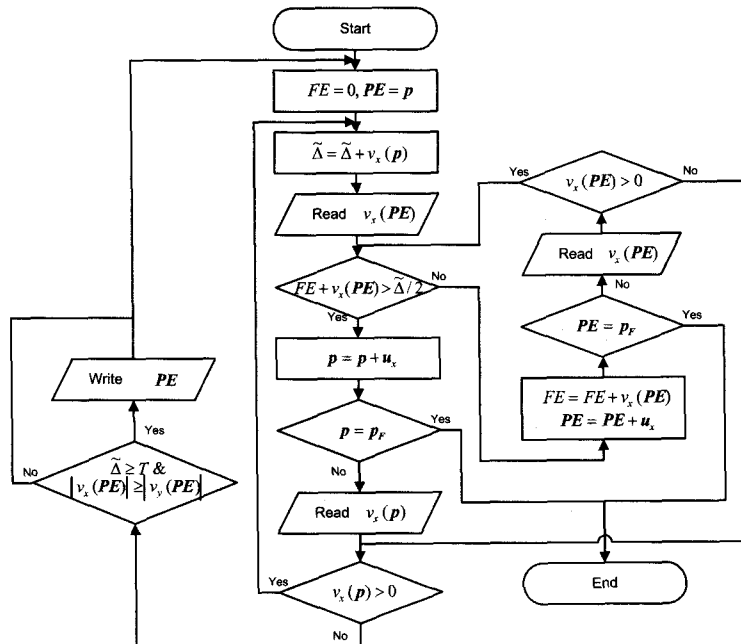 Start
FE = 0, PE = p
Δ̃ = Δ̃ + v_x(p)
Read v_x(PE)
FE + v_x(PE) > Δ̃/2
No
Yes
p = p + u_x
p = p_F
Yes
No
Read v_x(p)
v_x(p) > 0
Yes
No
v_x(PE) > 0
Yes
No
Read v_x(PE)
No
PE = p_F
Yes
FE = FE + v_x(PE)
PE = PE + u_x
End
Write PE
Yes
Δ̃ ≥ T &
|v_x(PE)| ≥ |v_y(PE)|
No